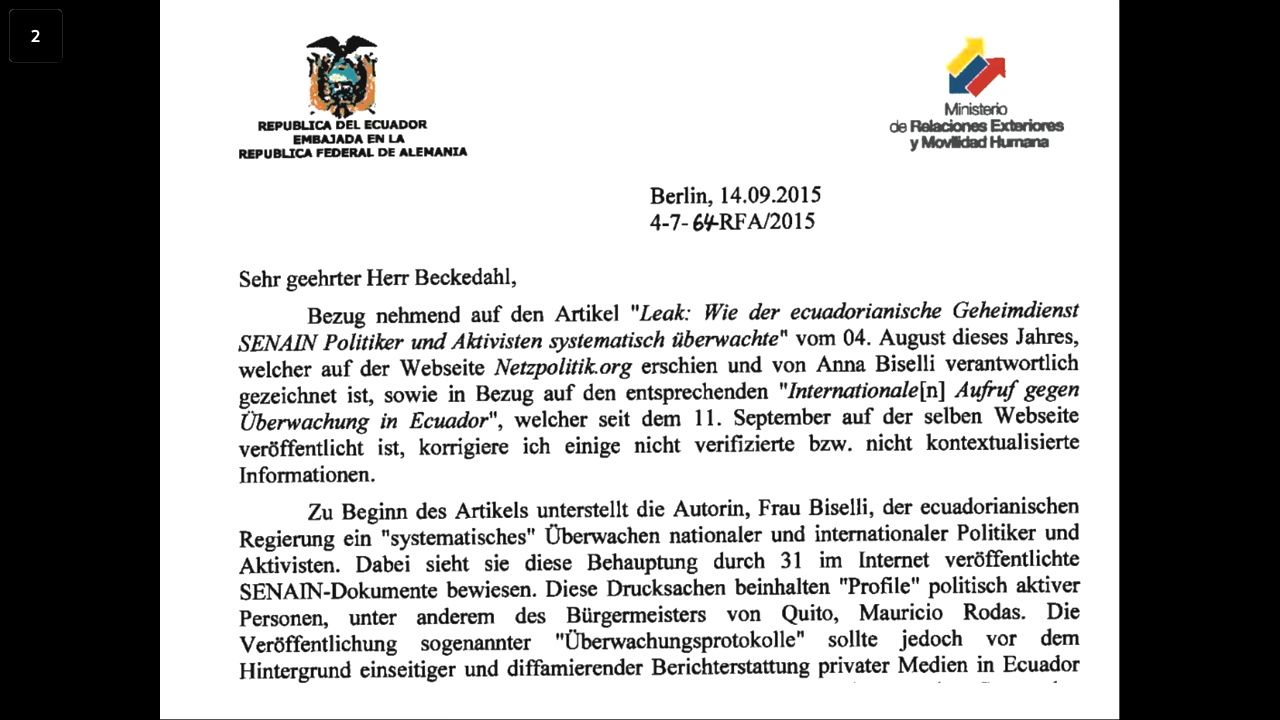 2
REPUBLICA DEL ECUADOR
EMBAJADA EN LA
REPUBLICA FEDERAL DE ALEMANIA
Ministerio
de Relaciones Exteriores
y Movilidad Humana
Berlin, 14.09.2015
4-7-64-RFA/2015
Sehr geehrter Herr Beckedahl,
Bezug nehmend auf den Artikel "Leak: Wie der ecuadorianische Geheimdienst
SENAIN Politiker und Aktivisten systematisch überwachte" vom 04. August dieses Jahres,
welcher auf der Webseite Netzpolitik.org erschien und von Anna Biselli verantwortlich
gezeichnet ist, sowie in Bezug auf den entsprechenden "Internationale[n] Aufruf gegen
Überwachung in Ecuador", welcher seit dem 11. September auf der selben Webseite
veröffentlicht ist, korrigiere ich einige nicht verifizierte bzw. nicht kontextualisierte
Informationen.
Zu Beginn des Artikels unterstellt die Autorin, Frau Biselli, der ecuadorianischen
Regierung ein "systematisches" Überwachen nationaler und internationaler Politiker und
Aktivisten. Dabei sieht sie diese Behauptung durch 31 im Internet veröffentlichte
SENAIN-Dokumente bewiesen. Diese Drucksachen beinhalten "Profile" politisch aktiver
Personen, unter anderem des Bürgermeisters von Quito, Mauricio Rodas. Die
Veröffentlichung sogenannter "Überwachungsprotokolle" sollte jedoch vor dem
Hintergrund einseitiger und diffamierender Berichterstattung privater Medien in Ecuador